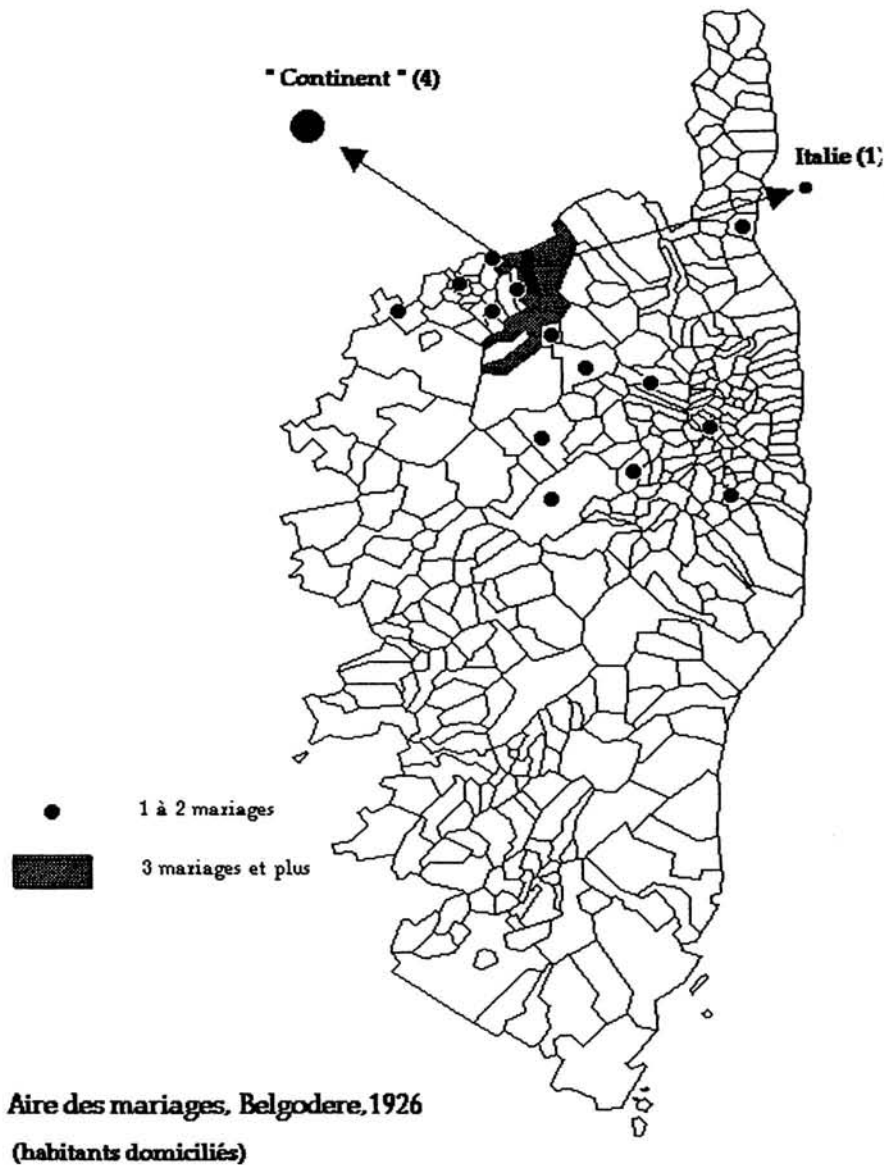 " Continent " (4)
Italie (1)
1 à 2 mariages
3 mariages et plus
Aire des mariages, Belgodere,1926
(habitants domiciliés)